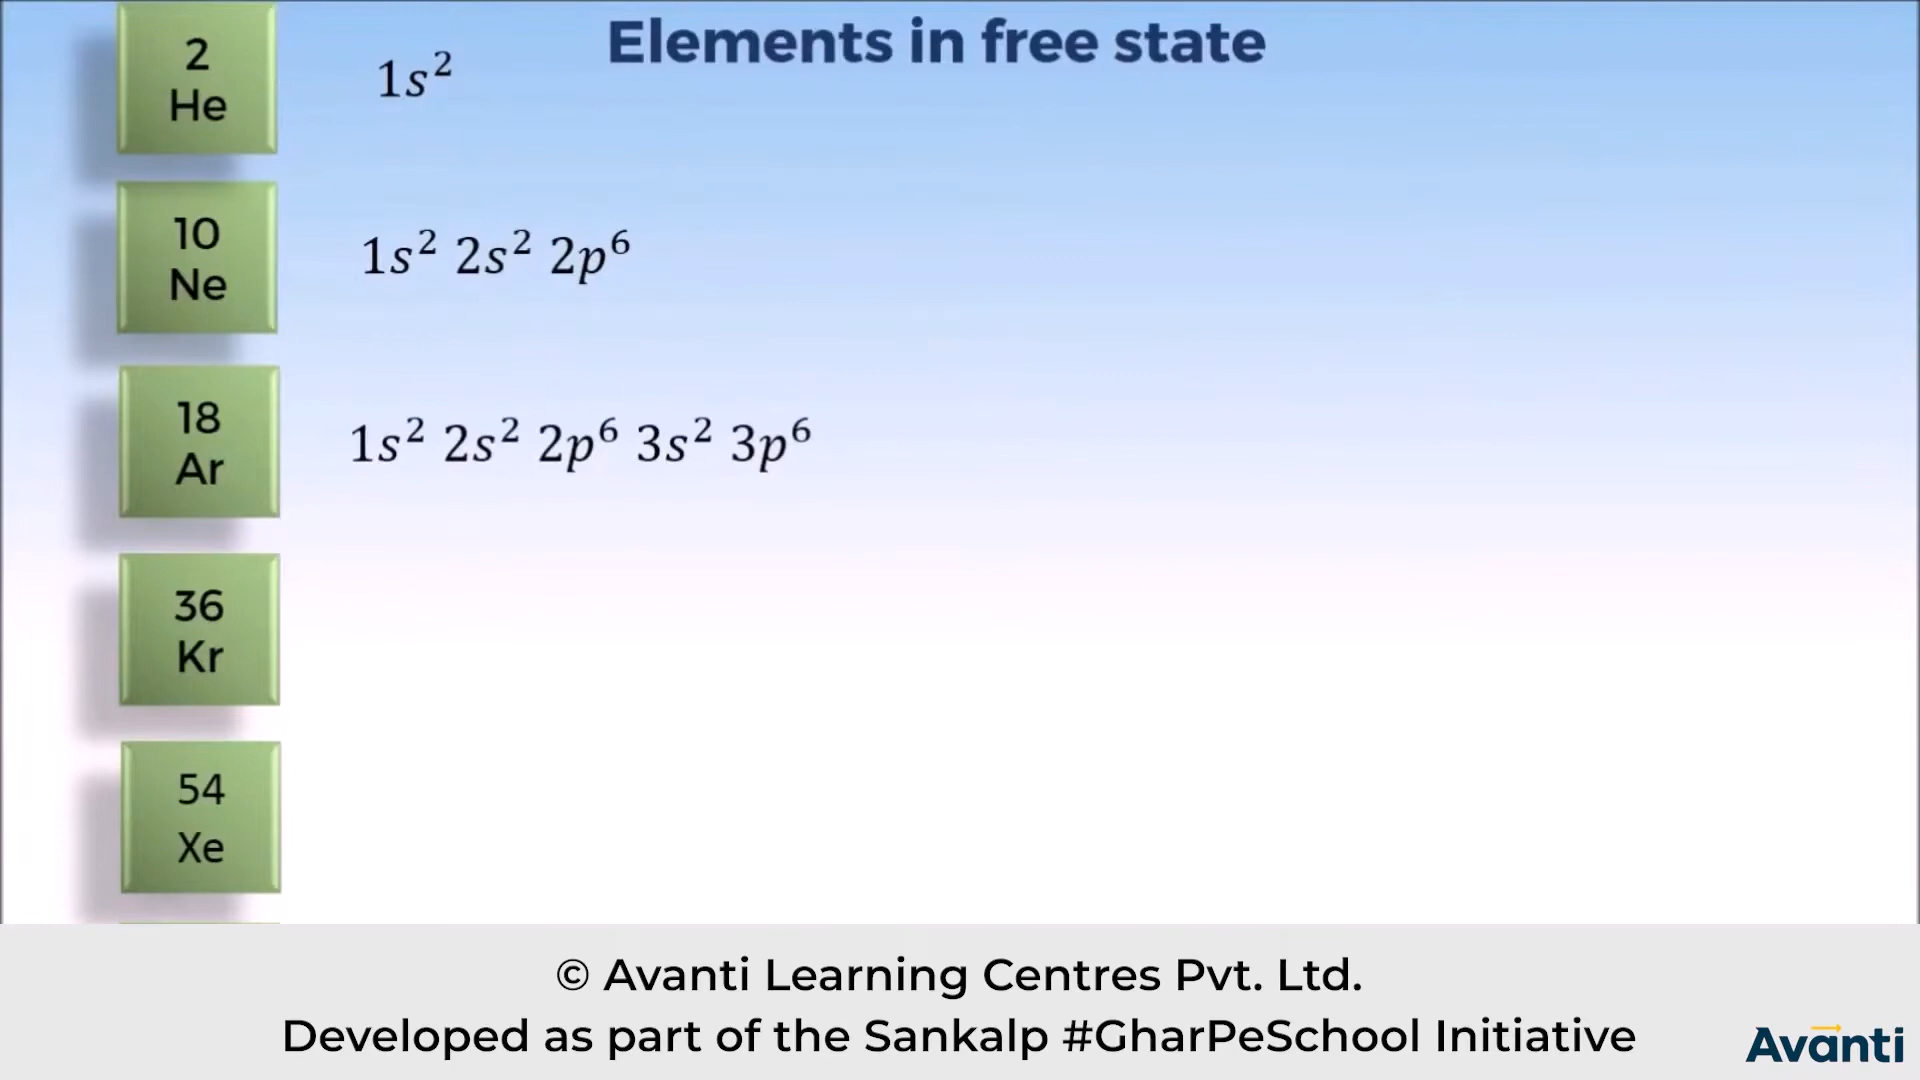 Elements in free state
2
He
1s² 
10
Ne
1s² 2s² 2p⁶
18
Ar
1s² 2s² 2p⁶ 3s² 3p⁶
36
Kr
54
Xe
© Avanti Learning Centres Pvt. Ltd.
Developed as part of the Sankalp #GharPeSchool Initiative
Avanti